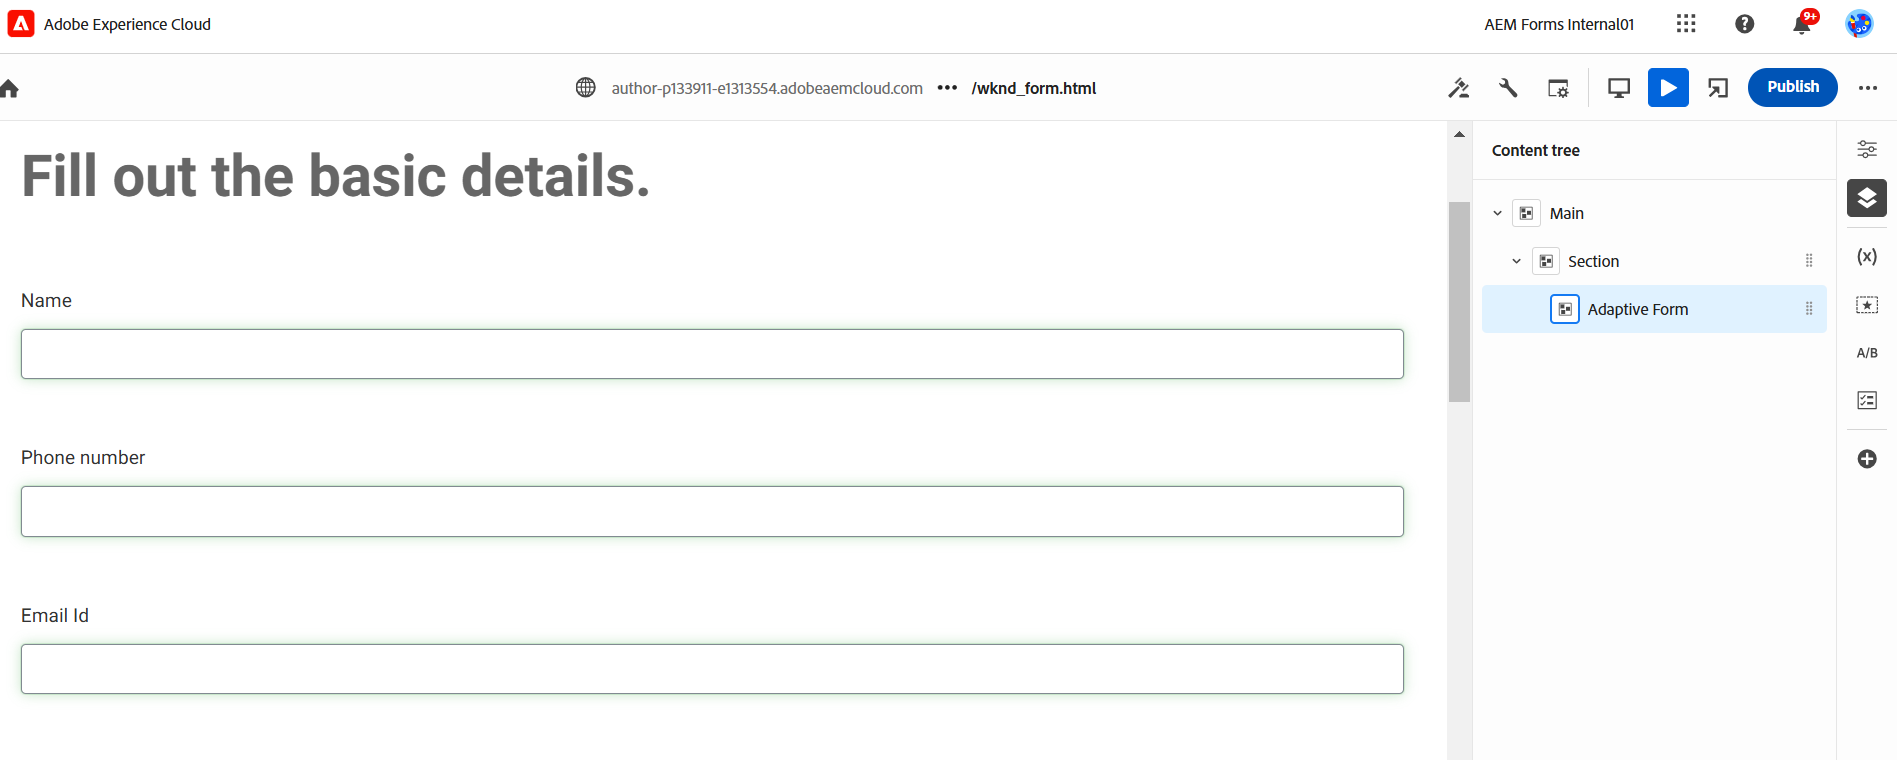 Adobe Experience Cloud
AEM Forms Internal01
9+
author-p133911-e1313554.adobeaemcloud.com ••• /wknd_form.html
Publish
Fill out the basic details.
Name
Phone number
Email Id
Content tree
Main
Section
Adaptive Form
(x)
A/B